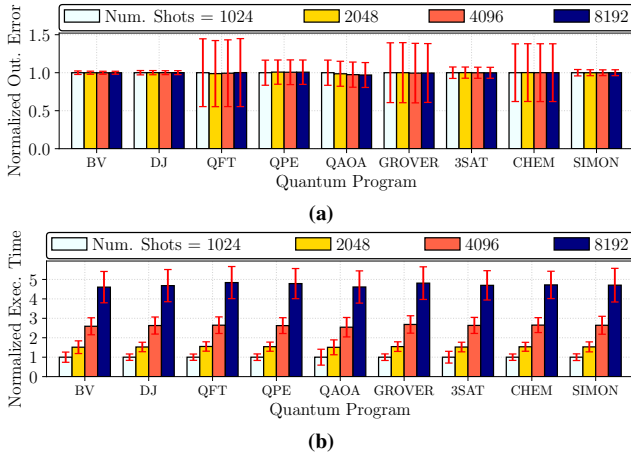 Normalized Out. Error
Num. Shots = 1024 2048 4096 8192
1.5
1.0
0.5
0.0
BV DJ QFT QPE QAOA GROVER 3SAT CHEM SIMON
Quantum Program
(a)
Normalized Exec. Time
Num. Shots = 1024 2048 4096 8192
5
4
3
2
1
0
BV DJ QFT QPE QAOA GROVER 3SAT CHEM SIMON
Quantum Program
(b)